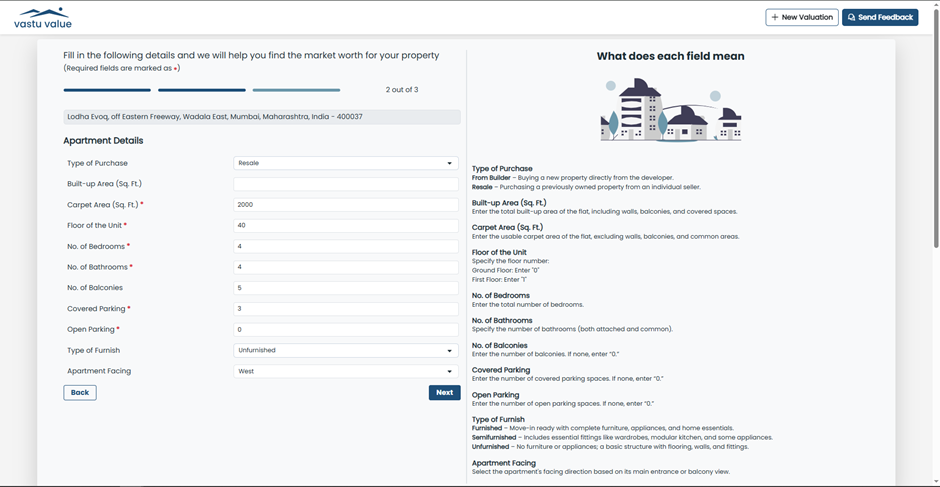 vastu value
+ New Valuation
Send Feedback
Fill in the following details and we will help you find the market worth for your property
(Required fields are marked as *)
2 out of 3
Lodha Evoq, off Eastern Freeway, Wadala East, Mumbai, Maharashtra, India - 400037
Apartment Details
Type of Purchase
Resale
Built-up Area (Sq. Ft.)
Carpet Area (Sq. Ft.) *
2000
Floor of the Unit *
40
No. of Bedrooms *
4
No. of Bathrooms *
4
No. of Balconies
5
Covered Parking *
3
Open Parking *
0
Type of Furnish
Unfurnished
Apartment Facing
West
Back
Next
What does each field mean
Type of Purchase
From Builder – Buying a new property directly from the developer.
Resale – Purchasing a previously owned property from an individual seller.
Built-up Area (Sq. Ft.)
Enter the total built-up area of the flat, including walls, balconies, and covered spaces.
Carpet Area (Sq. Ft.)
Enter the usable carpet area of the flat, excluding walls, balconies, and common areas.
Floor of the Unit
Specify the floor number:
Ground Floor: Enter "0"
First Floor: Enter "1"
No. of Bedrooms
Enter the total number of bedrooms.
No. of Bathrooms
Specify the number of bathrooms (both attached and common).
No. of Balconies
Enter the number of balconies. If none, enter “0.”
Covered Parking
Enter the number of covered parking spaces. If none, enter “0.”
Open Parking
Enter the number of open parking spaces. If none, enter “0.”
Type of Furnish
Furnished – Move-in ready with complete furniture, appliances, and home essentials.
Semifurnished – Includes essential fittings like wardrobes, modular kitchen, and some appliances.
Unfurnished – No furniture or appliances; a basic structure with flooring, walls, and fittings.
Apartment Facing
Select the apartment's facing direction based on its main entrance or balcony view.